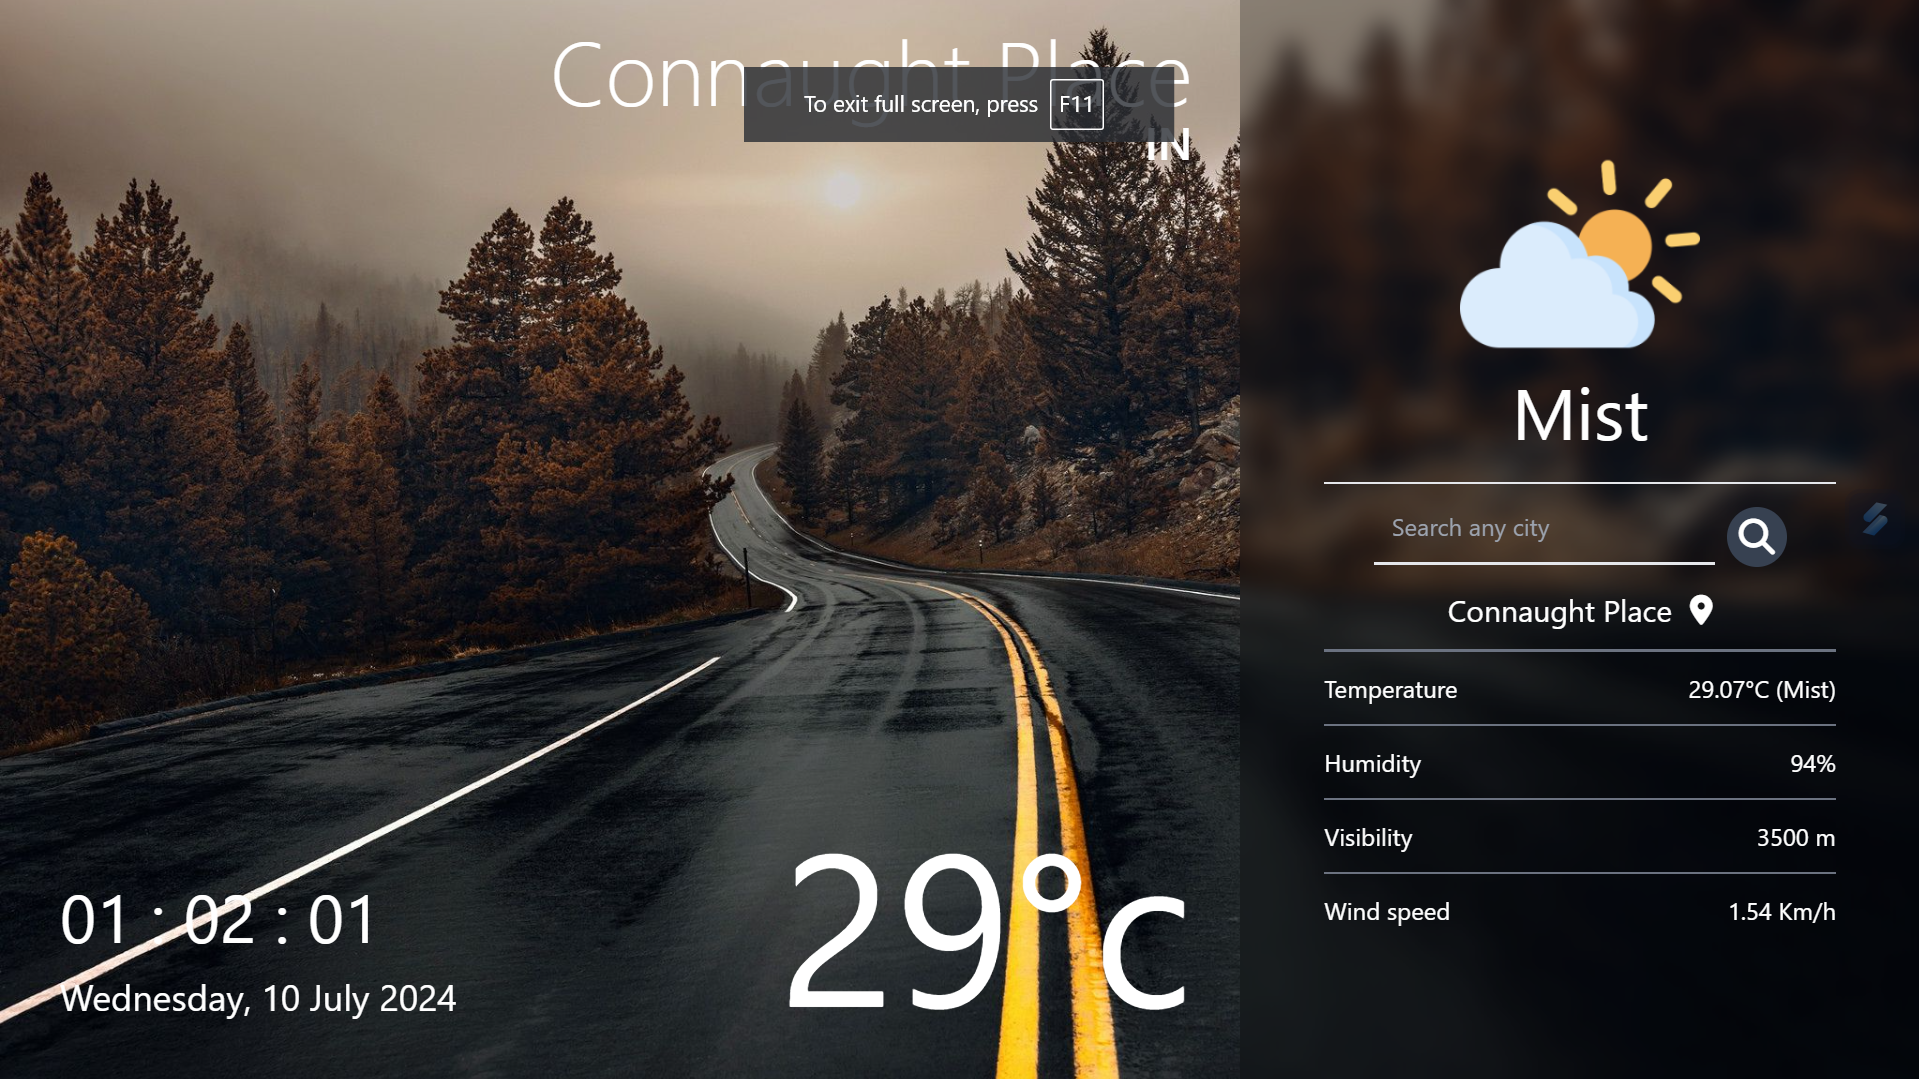 Connaught Place
To exit full screen, press F11
IN
01 : 02 : 01
Wednesday, 10 July 2024
29°c
Mist
Search any city
Connaught Place
Temperature 29.07°C (Mist)
Humidity 94%
Visibility 3500 m
Wind speed 1.54 Km/h